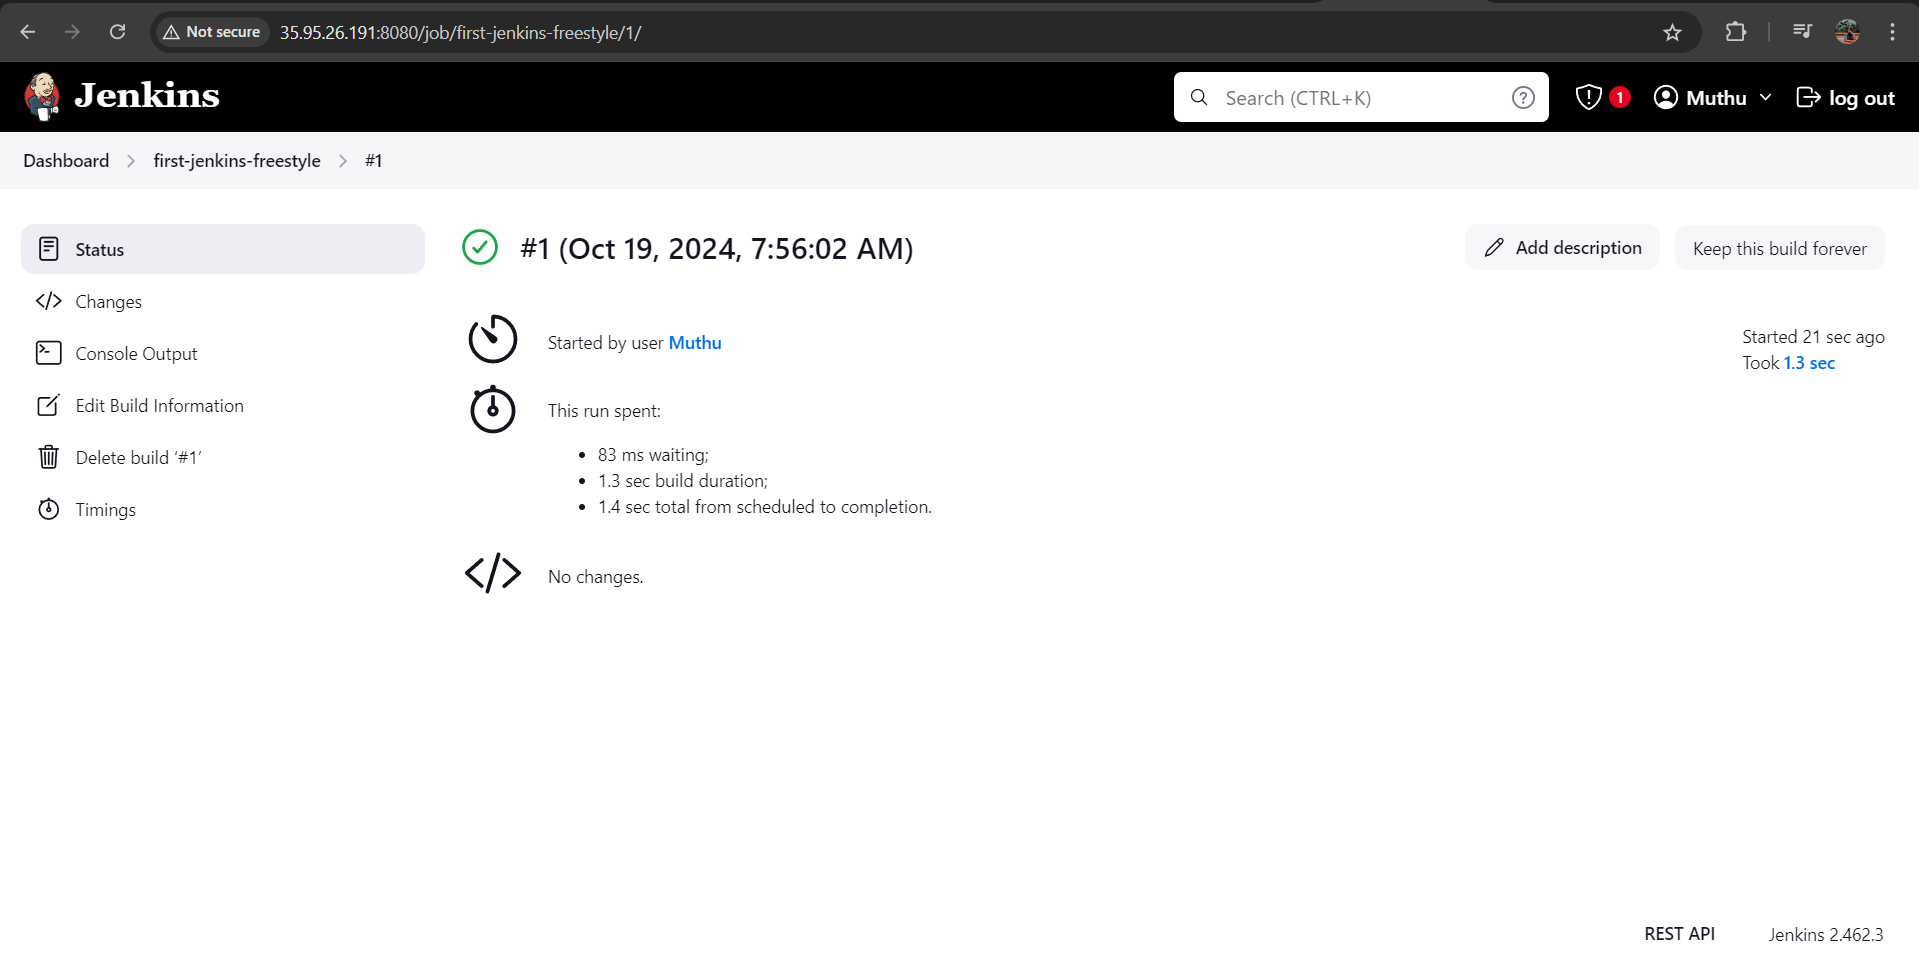 Not secure 35.95.26.191:8080/job/first-jenkins-freestyle/1/
Jenkins
Search (CTRL+K)
1
Muthu
log out
Dashboard
first-jenkins-freestyle
#1
Status
Changes
Console Output
Edit Build Information
Delete build ‘#1’
Timings
#1 (Oct 19, 2024, 7:56:02 AM)
Add description
Keep this build forever
Started by user Muthu
Started 21 sec ago
Took 1.3 sec
This run spent:
83 ms waiting;
1.3 sec build duration;
1.4 sec total from scheduled to completion.
No changes.
REST API
Jenkins 2.462.3